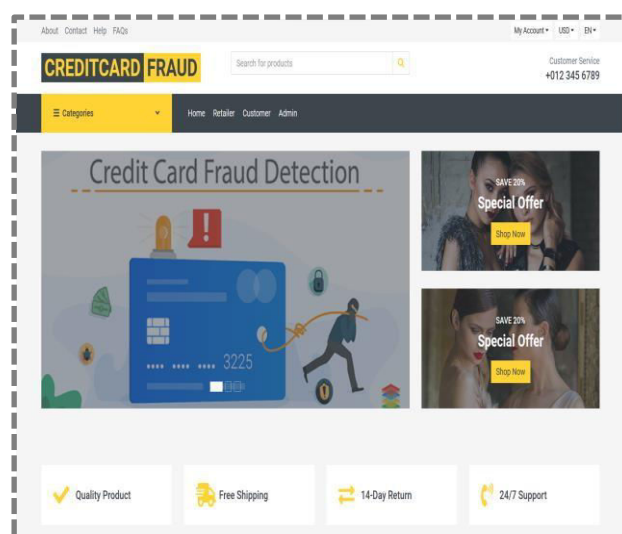 About Contact Help FAQs
My Account USD EN
CREDITCARD FRAUD
Search for products
Customer Service
+012 345 6789
Categories
Home Retailer Customer Admin
Credit Card Fraud Detection
3225
SAVE 20%
Special Offer
Shop Now
SAVE 20%
Special Offer
Shop Now
Quality Product
Free Shipping
14-Day Return
24/7 Support